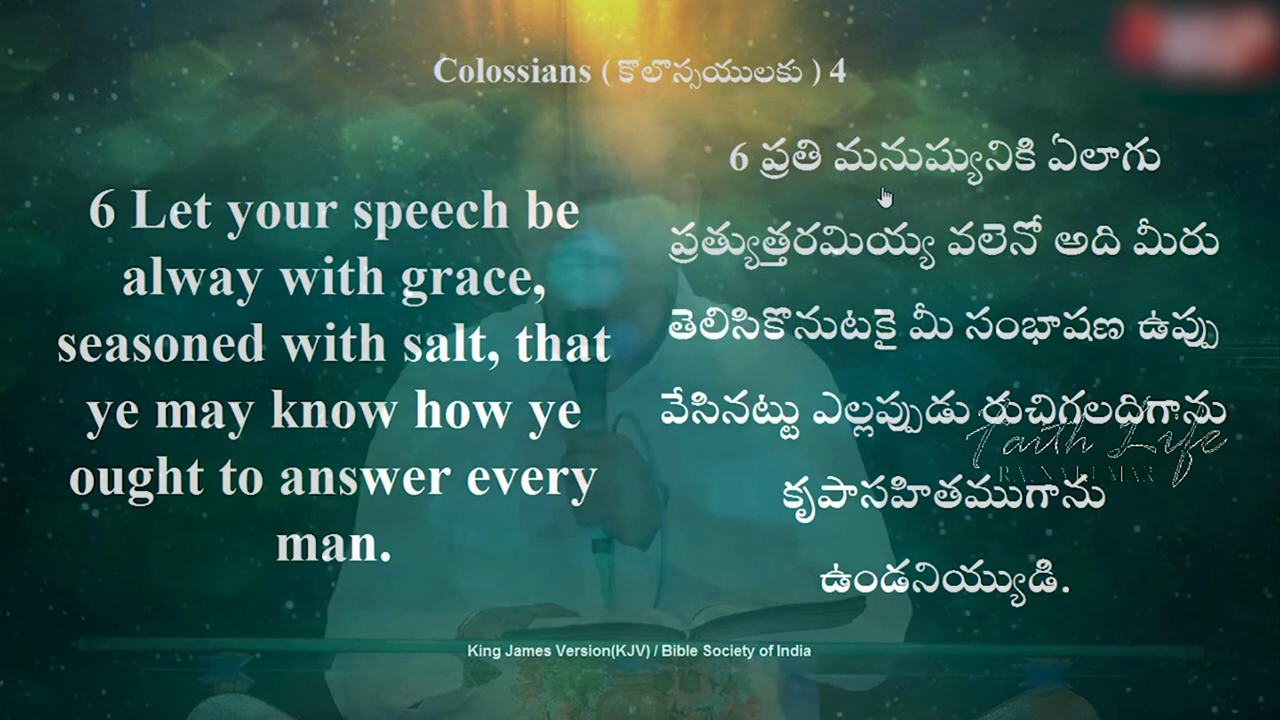 Colossians ( కొలొస్సయులకు ) 4
6 Let your speech be
alway with grace,
seasoned with salt, that
ye may know how ye
ought to answer every
man.
6 ప్రతి మనుష్యునికి ఏలాగు
ప్రత్యుత్తరమియ్య వలెనో అది మీరు
తెలిసికొనుటకై మీ సంభాషణ ఉప్పు
వేసినట్టు ఎల్లప్పుడు రుచిగలదిగాను
కృపాసహితముగాను
ఉండనియ్యుడి.
Faith Life
King James Version(KJV) / Bible Society of India